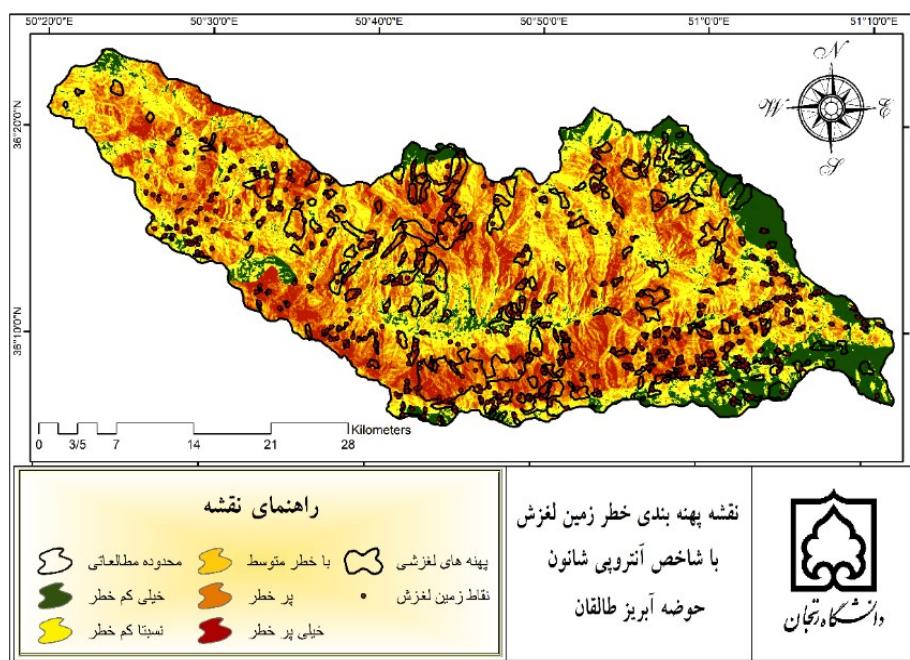 50°20'0"E 50°30'0"E 50°40'0"E 50°50'0"E 51°0'0"E 51°10'0"E
36°20'0"N
36°10'0"N
N
W E
S
Kilometers
0 3/5 7 14 21 28
راهنمای نقشه
پهنه های لغزشی
با خطر متوسط
محدوده مطالعاتی
نقاط زمین لغزش
پر خطر
خیلی کم خطر
خیلی پر خطر
نسبتا کم خطر
نقشه پهنه بندی خطر زمین لغزش
با شاخص آنتروپی شانون
حوضه آبریز طالقان
دانشگاه زنجان